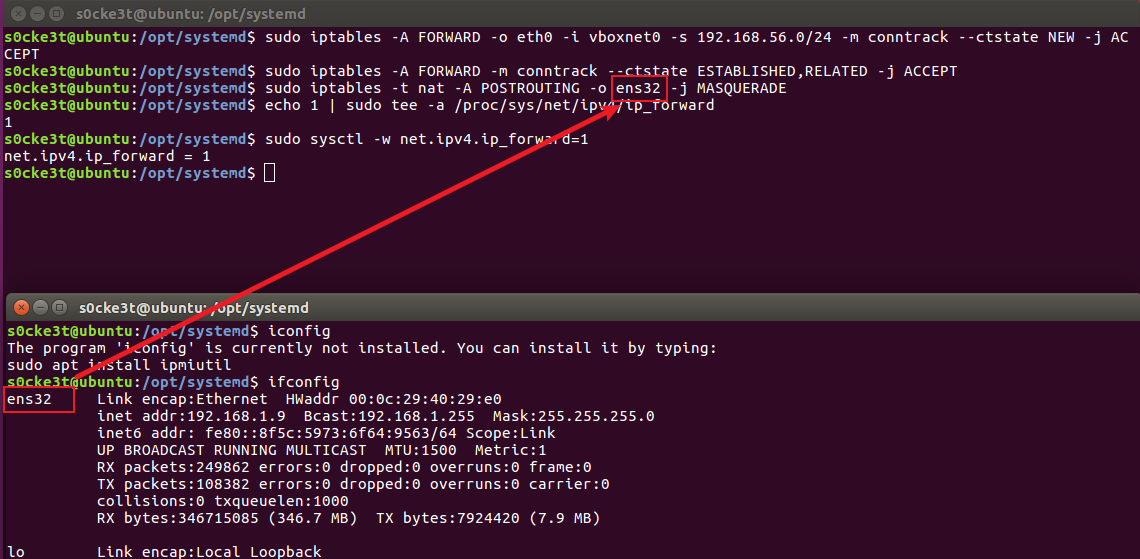 s0cke3t@ubuntu: /opt/systemd
s0cke3t@ubuntu:/opt/systemd$ sudo iptables -A FORWARD -o eth0 -i vboxnet0 -s 192.168.56.0/24 -m conntrack --ctstate NEW -j AC
CEPT
s0cke3t@ubuntu:/opt/systemd$ sudo iptables -A FORWARD -m conntrack --ctstate ESTABLISHED,RELATED -j ACCEPT
s0cke3t@ubuntu:/opt/systemd$ sudo iptables -t nat -A POSTROUTING -o ens32 -j MASQUERADE
s0cke3t@ubuntu:/opt/systemd$ echo 1 | sudo tee -a /proc/sys/net/ipv4/ip_forward
1
s0cke3t@ubuntu:/opt/systemd$ sudo sysctl -w net.ipv4.ip_forward=1
net.ipv4.ip_forward = 1
s0cke3t@ubuntu:/opt/systemd$
s0cke3t@ubuntu: /opt/systemd
s0cke3t@ubuntu:/opt/systemd$ iconfig
The program 'iconfig' is currently not installed. You can install it by typing:
sudo apt install ipmiutil
s0cke3t@ubuntu:/opt/systemd$ ifconfig
ens32     Link encap:Ethernet  HWaddr 00:0c:29:40:29:e0
          inet addr:192.168.1.9  Bcast:192.168.1.255  Mask:255.255.255.0
          inet6 addr: fe80::8f5c:5973:6f64:9563/64 Scope:Link
          UP BROADCAST RUNNING MULTICAST  MTU:1500  Metric:1
          RX packets:249862 errors:0 dropped:0 overruns:0 frame:0
          TX packets:108382 errors:0 dropped:0 overruns:0 carrier:0
          collisions:0 txqueuelen:1000
          RX bytes:346715085 (346.7 MB)  TX bytes:7924420 (7.9 MB)
lo        Link encap:Local Loopback